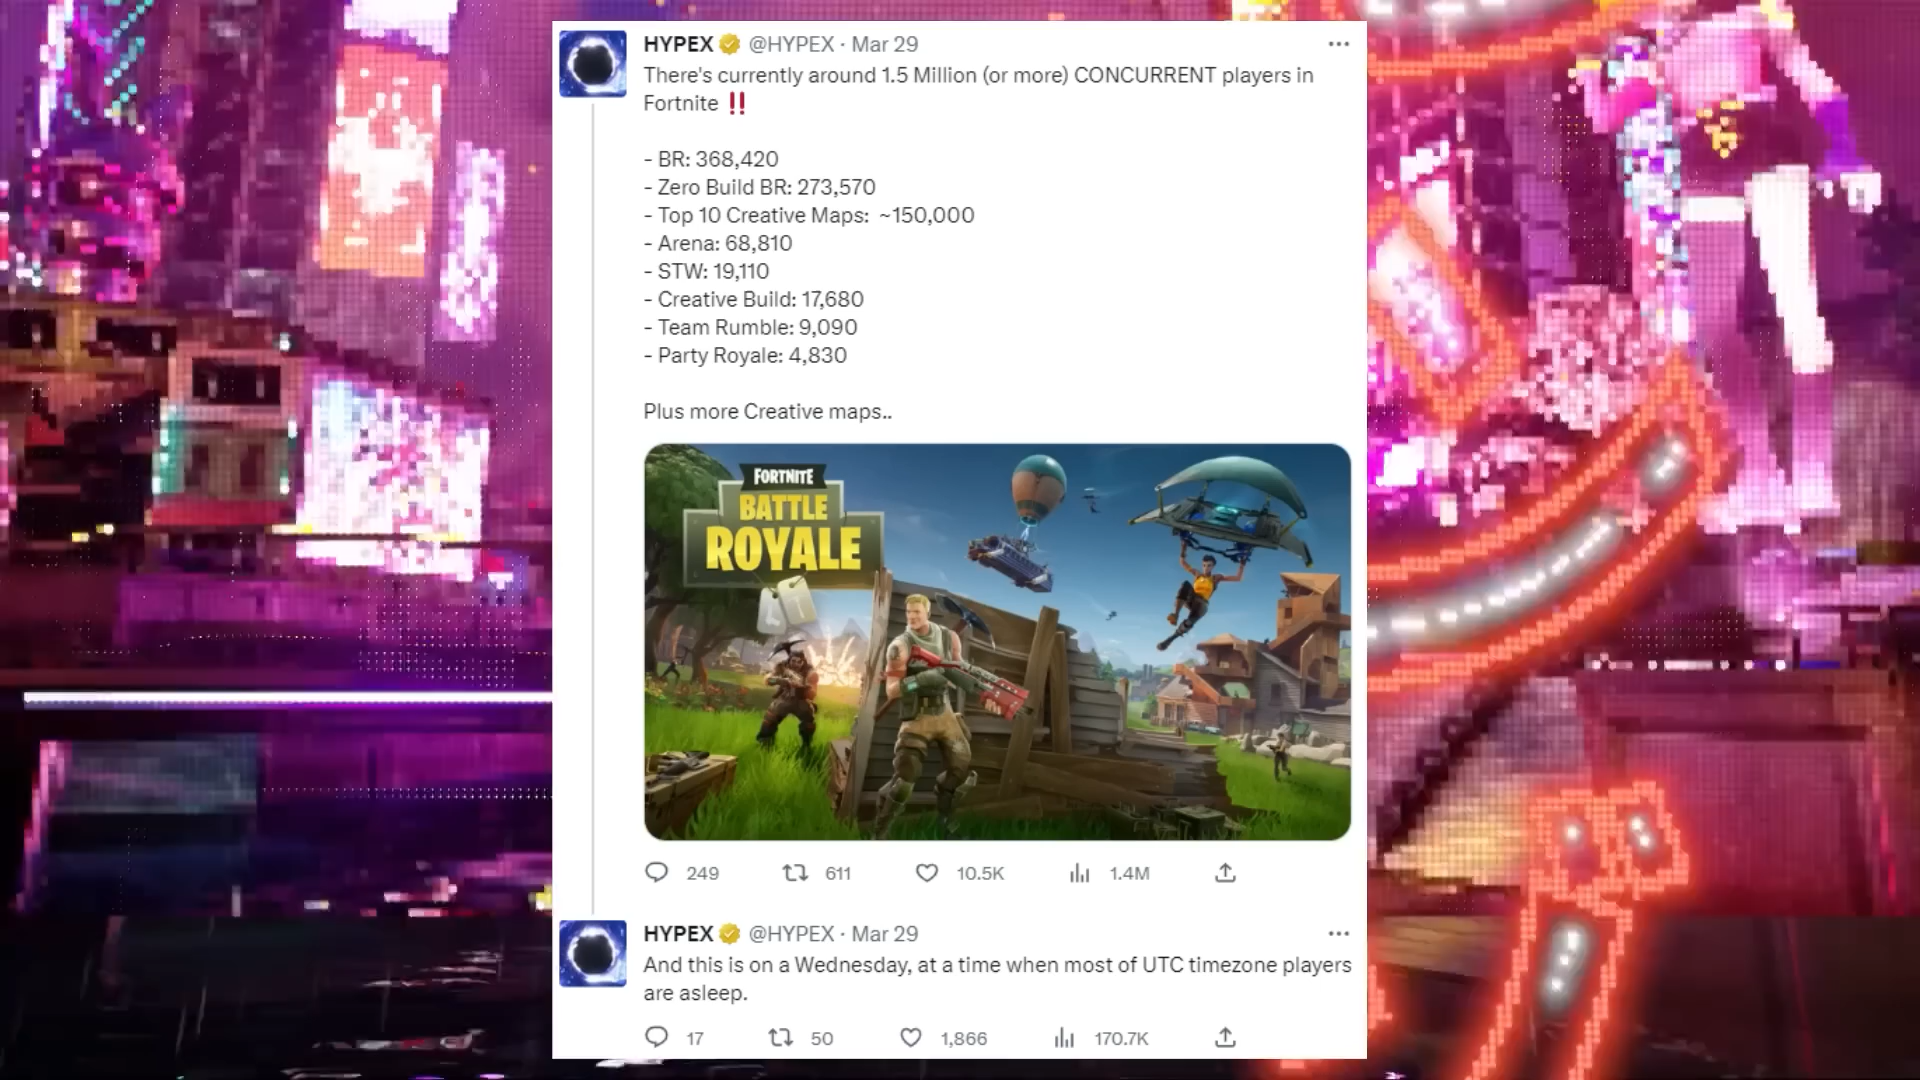 HYPEX @HYPEX · Mar 29
There's currently around 1.5 Million (or more) CONCURRENT players in
Fortnite ‼
- BR: 368,420
- Zero Build BR: 273,570
- Top 10 Creative Maps: ~150,000
- Arena: 68,810
- STW: 19,110
- Creative Build: 17,680
- Team Rumble: 9,090
- Party Royale: 4,830
Plus more Creative maps..
FORTNITE
BATTLE
ROYALE
249 611 10.5K 1.4M
HYPEX @HYPEX · Mar 29
And this is on a Wednesday, at a time when most of UTC timezone players
are asleep.
17 50 1,866 170.7K